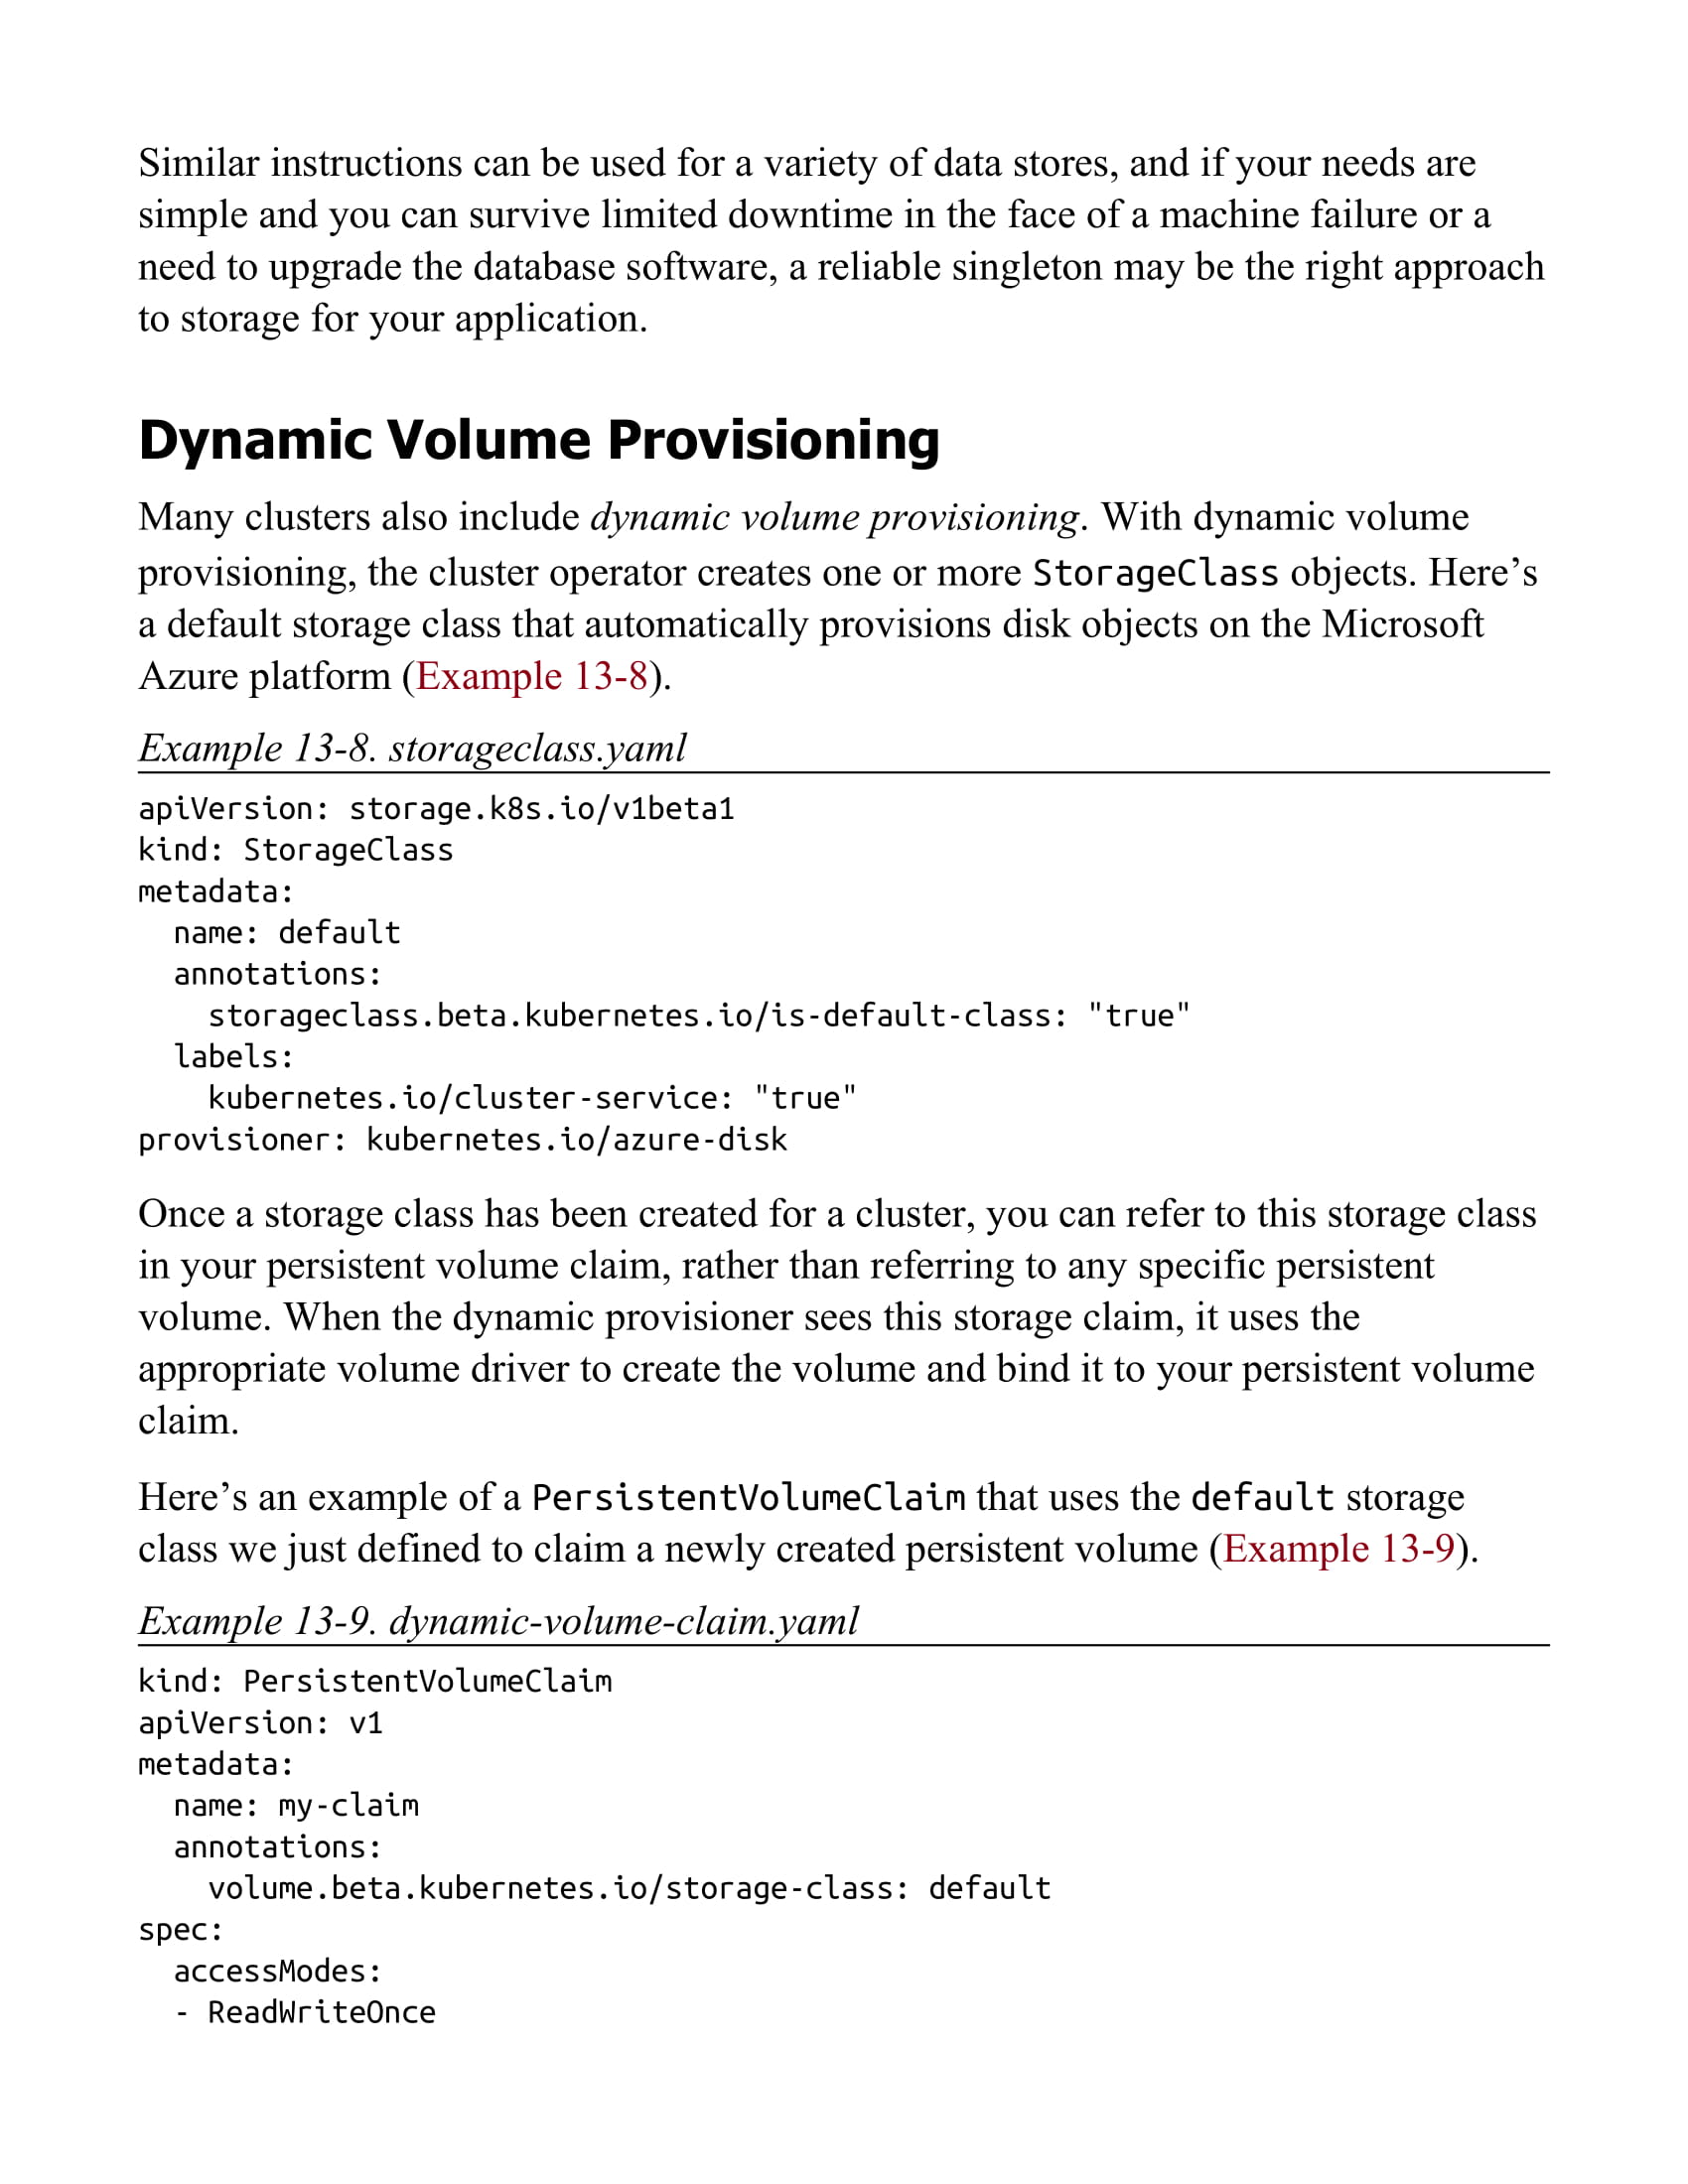 Similar instructions can be used for a variety of data stores, and if your needs are
simple and you can survive limited downtime in the face of a machine failure or a
need to upgrade the database software, a reliable singleton may be the right approach
to storage for your application.
Dynamic Volume Provisioning
Many clusters also include dynamic volume provisioning. With dynamic volume
provisioning, the cluster operator creates one or more StorageClass objects. Here’s
a default storage class that automatically provisions disk objects on the Microsoft
Azure platform (Example 13-8).
Example 13-8. storageclass.yaml
apiVersion: storage.k8s.io/v1beta1
kind: StorageClass
metadata:
  name: default
  annotations:
    storageclass.beta.kubernetes.io/is-default-class: "true"
  labels:
    kubernetes.io/cluster-service: "true"
provisioner: kubernetes.io/azure-disk
Once a storage class has been created for a cluster, you can refer to this storage class
in your persistent volume claim, rather than referring to any specific persistent
volume. When the dynamic provisioner sees this storage claim, it uses the
appropriate volume driver to create the volume and bind it to your persistent volume
claim.
Here’s an example of a PersistentVolumeClaim that uses the default storage
class we just defined to claim a newly created persistent volume (Example 13-9).
Example 13-9. dynamic-volume-claim.yaml
kind: PersistentVolumeClaim
apiVersion: v1
metadata:
  name: my-claim
  annotations:
    volume.beta.kubernetes.io/storage-class: default
spec:
  accessModes:
  - ReadWriteOnce